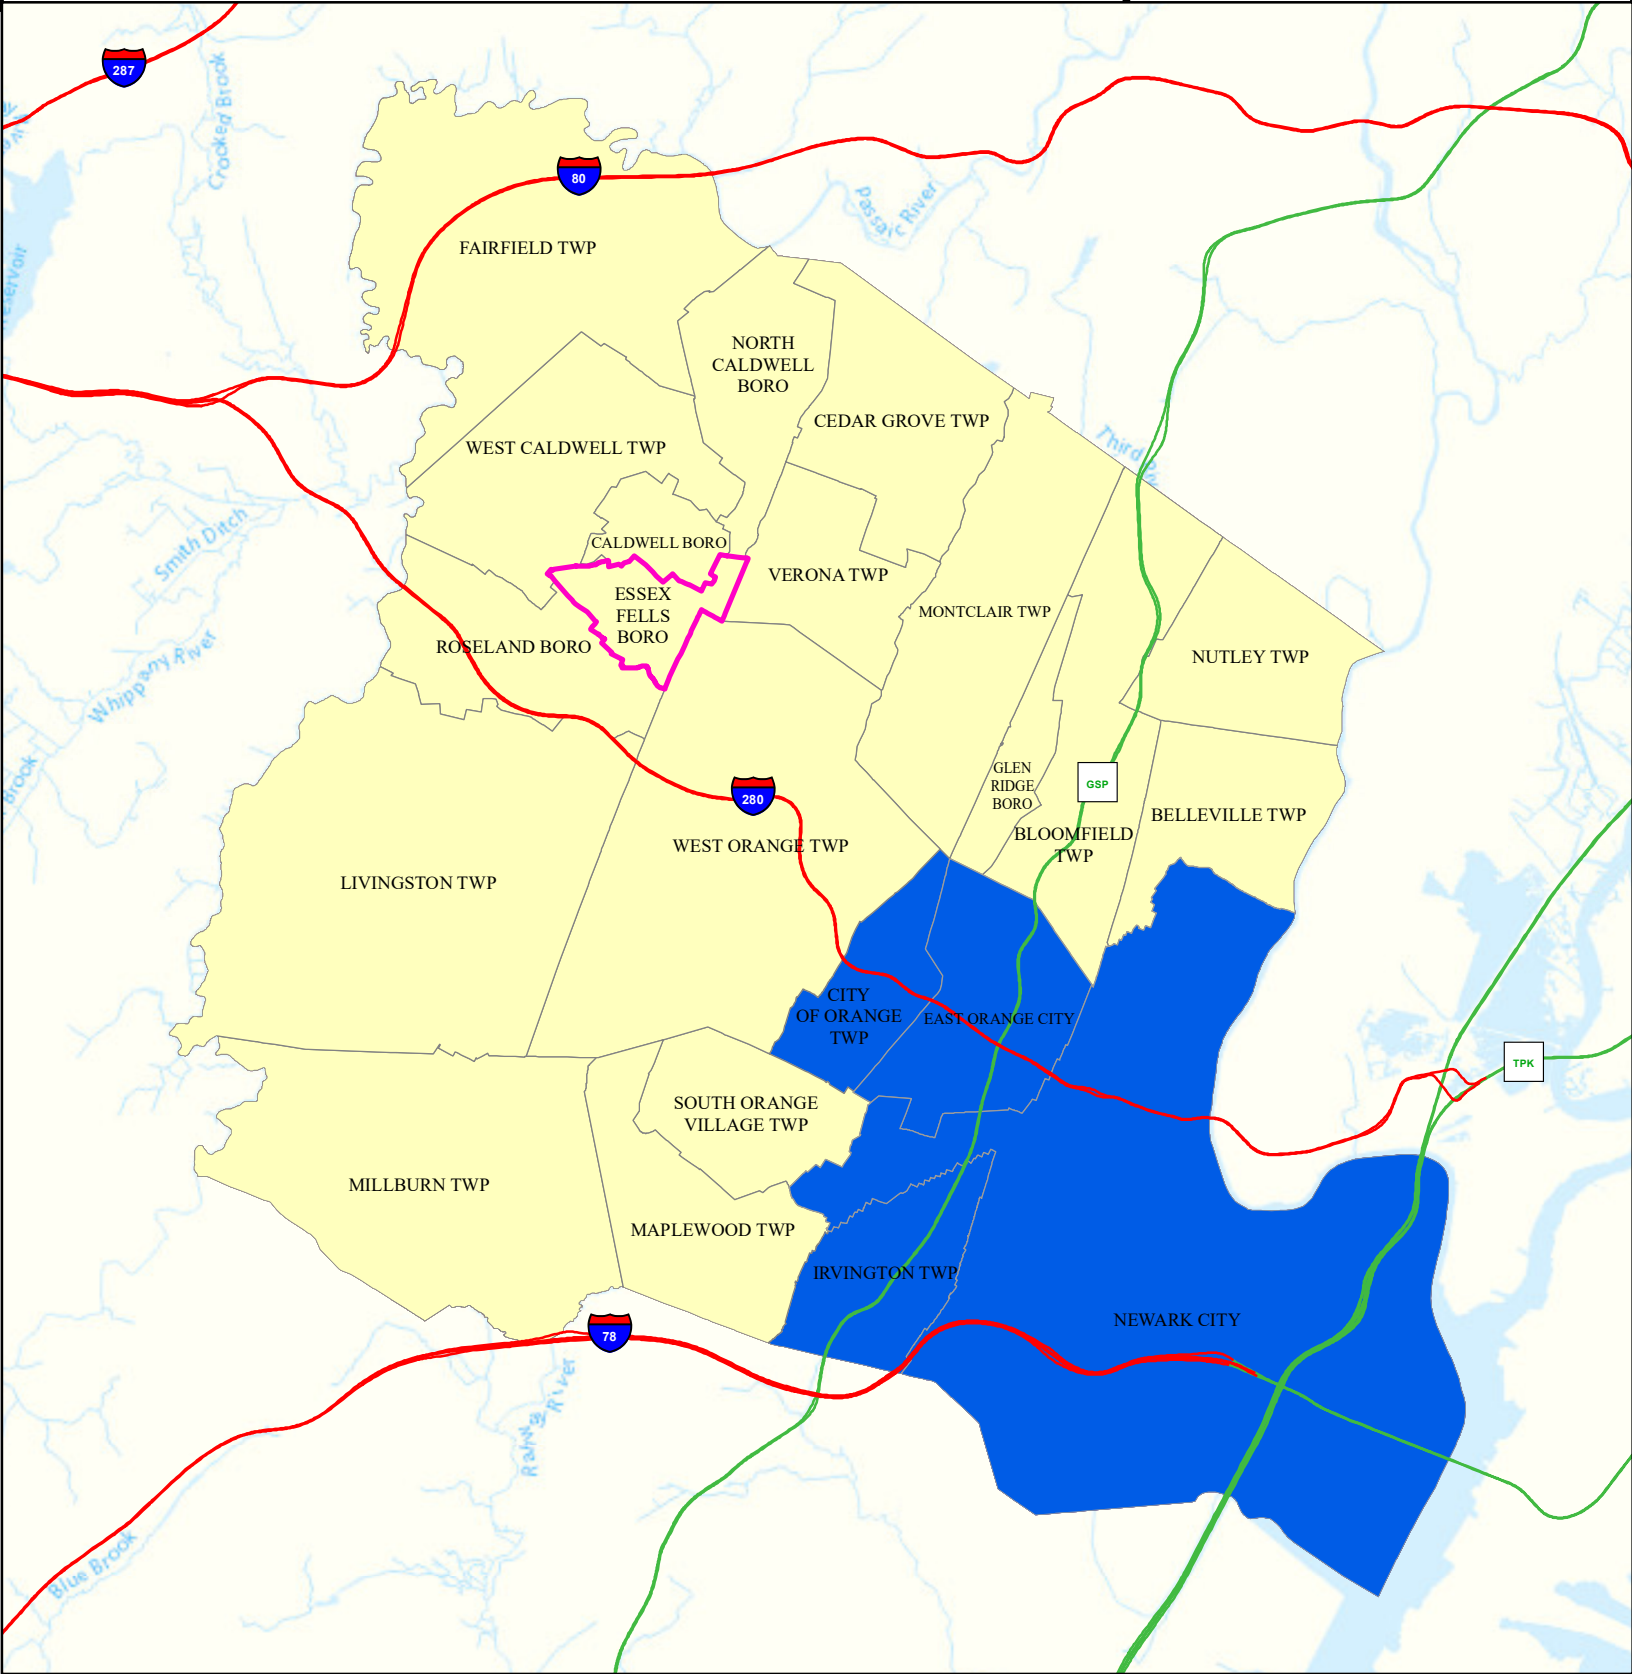 287
Crooked Brook
80
Passaic River
FAIRFIELD TWP
NORTH
CALDWELL
BORO
CEDAR GROVE TWP
WEST CALDWELL TWP
Smith Ditch
CALDWELL BORO
VERONA TWP
ESSEX
FELLS
BORO
MONTCLAIR TWP
ROSELAND BORO
NUTLEY TWP
Whippany River
Brook
GLEN
RIDGE
BORO
GSP
280
BELLEVILLE TWP
BLOOMFIELD
TWP
WEST ORANGE TWP
LIVINGSTON TWP
CITY
OF ORANGE
TWP
EAST ORANGE CITY
TPK
SOUTH ORANGE
VILLAGE TWP
MILLBURN TWP
MAPLEWOOD TWP
IRVINGTON TWP
NEWARK CITY
78
River
Blue Brook